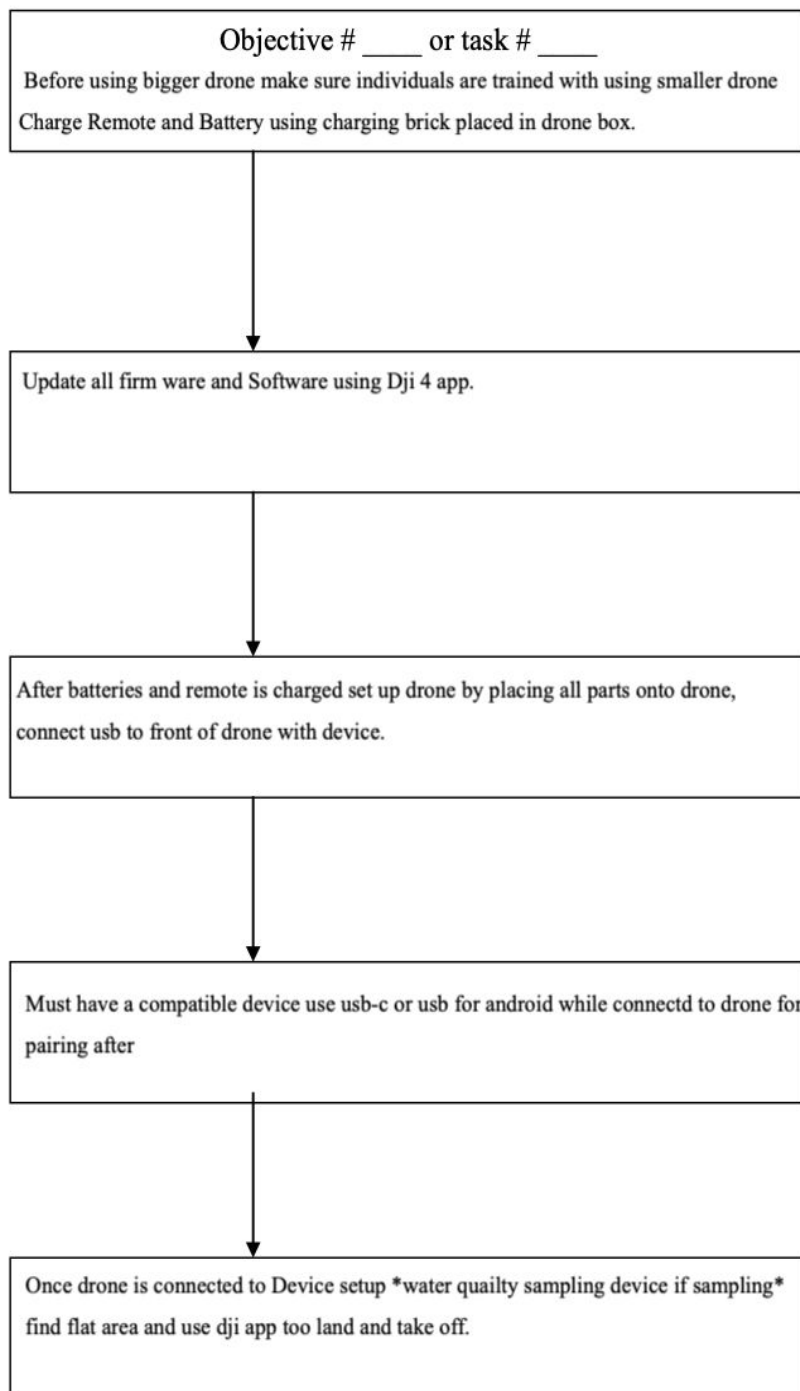 Objective # ____ or task # ____
Before using bigger drone make sure individuals are trained with using smaller drone
Charge Remote and Battery using charging brick placed in drone box.
Update all firm ware and Software using Dji 4 app.
After batteries and remote is charged set up drone by placing all parts onto drone,
connect usb to front of drone with device.
Must have a compatible device use usb-c or usb for android while connectd to drone for
pairing after
Once drone is connected to Device setup *water quailty sampling device if sampling*
find flat area and use dji app too land and take off.